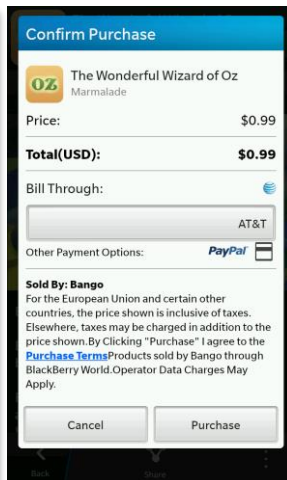 Confirm Purchase
OZ
The Wonderful Wizard of Oz
Marmalade
Price: $0.99
Total(USD): $0.99
Bill Through:
AT&T
Other Payment Options: PayPal
Sold By: Bango
For the European Union and certain other
countries, the price shown is inclusive of taxes.
Elsewhere, taxes may be charged in addition to the
price shown.By Clicking "Purchase" I agree to the
Purchase TermsProducts sold by Bango through
BlackBerry World.Operator Data Charges May
Apply.
Cancel Purchase
Back Share